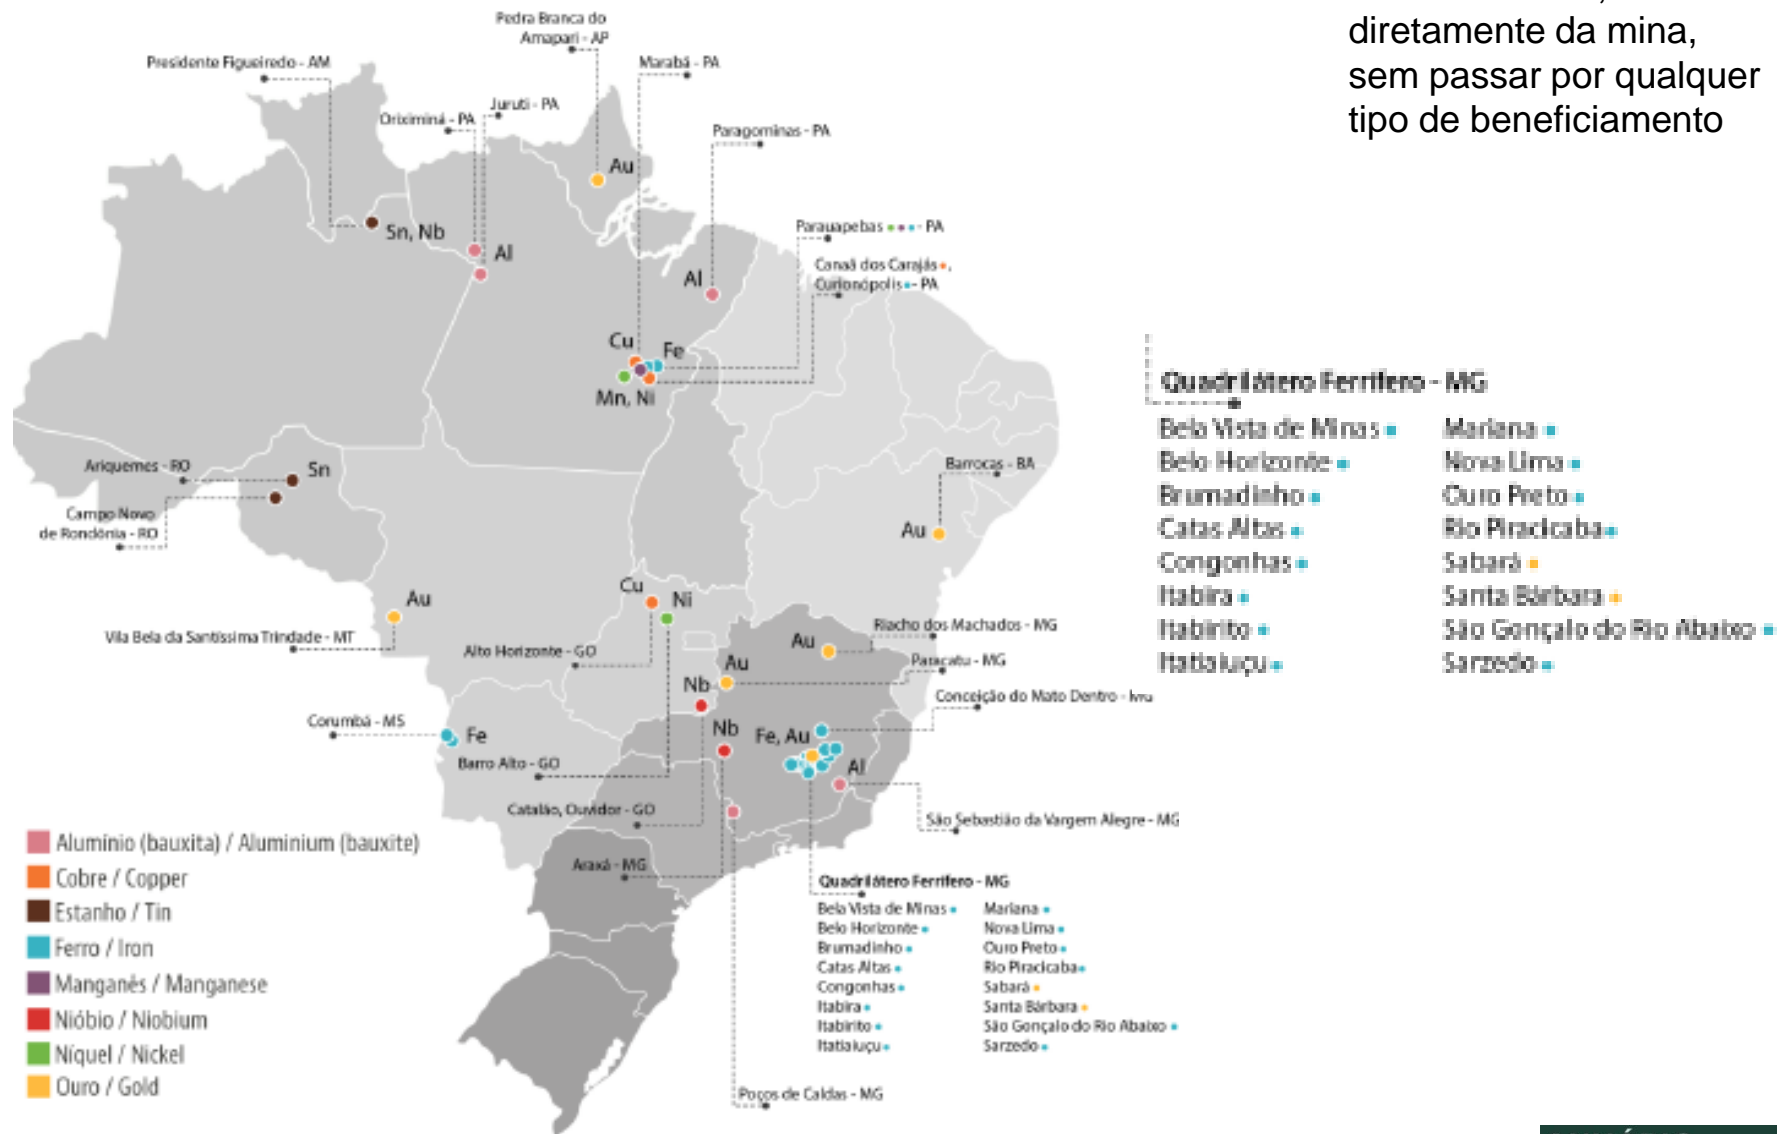 diretamente da mina,
sem passar por qualquer
tipo de beneficiamento
Pedra Branca do
Amapari - AP
Presidente Figueiredo - AM
Marabá - PA
Juruti - PA
Oriximiná - PA
Paragominas - PA
Au
Sn, Nb
Al
Parauapebas - PA
Canaã dos Carajás,
Curionópolis - PA
Al
Cu
Fe
Mn, Ni
Ariquemes - RO
Sn
Campo Novo
de Rondônia - RO
Barrocas - BA
Au
Au
Vila Bela da Santíssima Trindade - MT
Cu
Ni
Alto Horizonte - GO
Au
Riacho dos Machados - MG
Au
Paracatu - MG
Nb
Conceição do Mato Dentro - MG
Corumbá - MS
Fe
Nb
Fe, Au
Al
Barro Alto - GO
Catalão, Ouvidor - GO
São Sebastião da Vargem Alegre - MG
Araxá - MG
Poços de Caldas - MG
Quadrilátero Ferrífero - MG
Bela Vista de Minas
Belo Horizonte
Brumadinho
Catas Altas
Congonhas
Itabira
Itabirito
Itatiaiuçu
Mariana
Nova Lima
Ouro Preto
Rio Piracicaba
Sabará
Santa Bárbara
São Gonçalo do Rio Abaixo
Sarzedo
Quadrilátero Ferrífero - MG
Bela Vista de Minas
Belo Horizonte
Brumadinho
Catas Altas
Congonhas
Itabira
Itabirito
Itatiaiuçu
Mariana
Nova Lima
Ouro Preto
Rio Piracicaba
Sabará
Santa Bárbara
São Gonçalo do Rio Abaixo
Sarzedo
Alumínio (bauxita) / Aluminium (bauxite)
Cobre / Copper
Estanho / Tin
Ferro / Iron
Manganês / Manganese
Nióbio / Niobium
Níquel / Nickel
Ouro / Gold